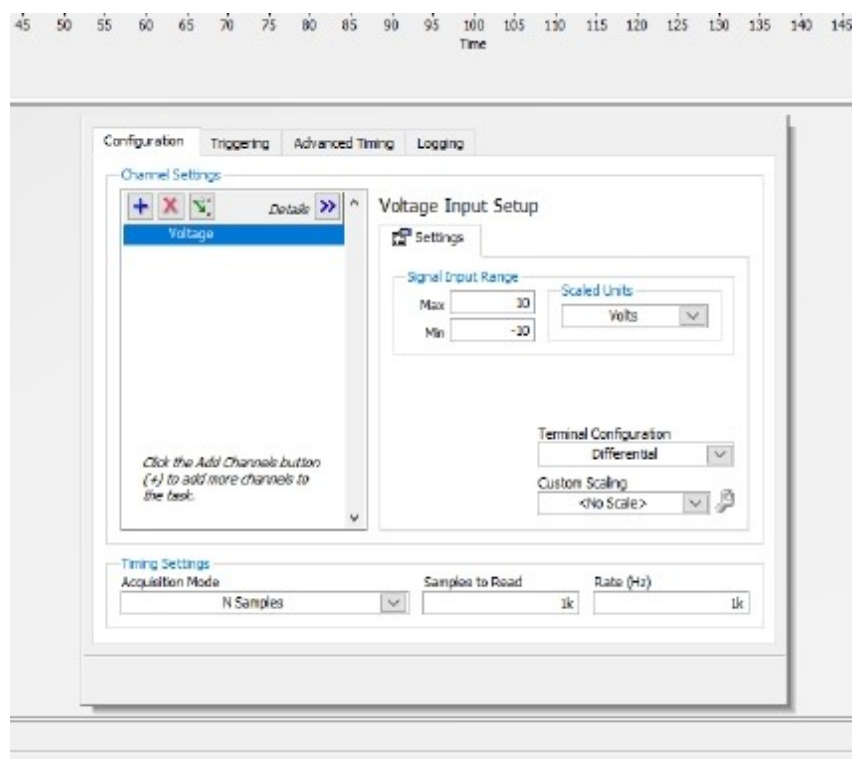 45 50 55 60 65 70 75 80 85 90 95 100 105 110 115 120 125 130 135 140 145
Time
Configuration Triggering Advanced Timing Logging
Channel Settings
Details
Voltage
Click the Add Channels button
(+) to add more channels to
the task.
Voltage Input Setup
Settings
Signal Input Range
Max 10
Min -10
Scaled Units
Volts
Terminal Configuration
Differential
Custom Scaling
<No Scale>
Timing Settings
Acquisition Mode Samples to Read Rate (Hz)
N Samples 1k 1k